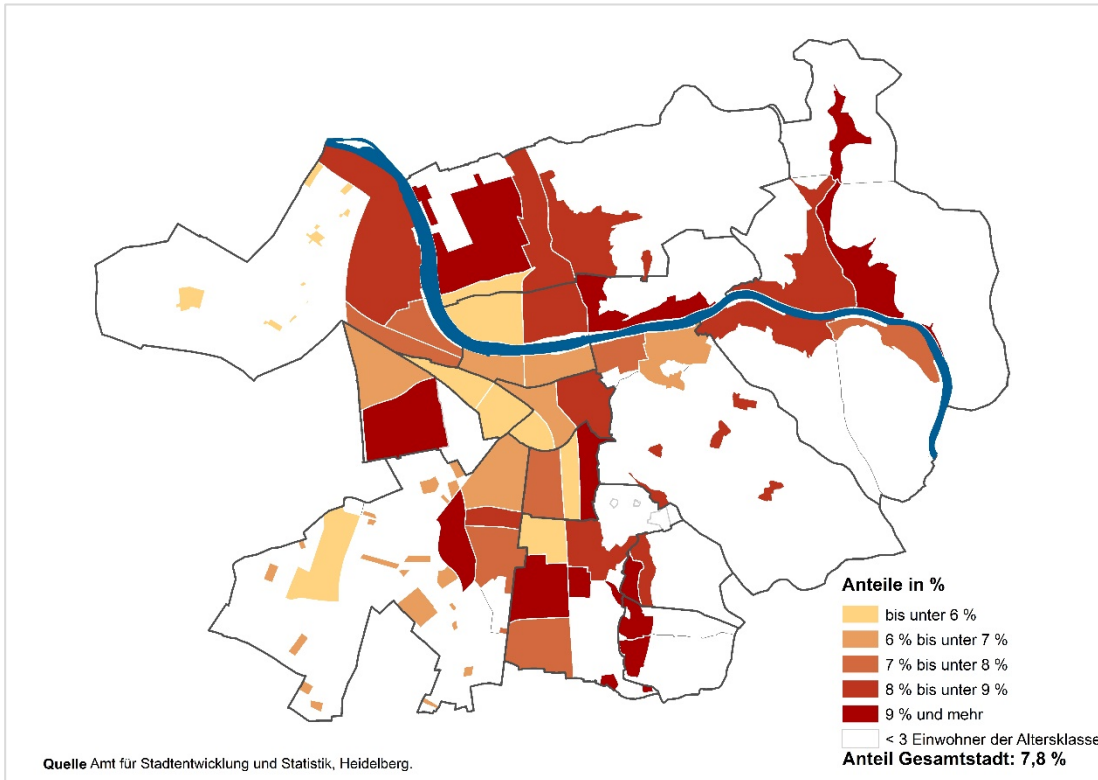 Anteile in %
bis unter 6 %
6 % bis unter 7 %
7 % bis unter 8 %
8 % bis unter 9 %
9 % und mehr
< 3 Einwohner der Altersklasse
Anteil Gesamtstadt: 7,8 %
Quelle Amt für Stadtentwicklung und Statistik, Heidelberg.